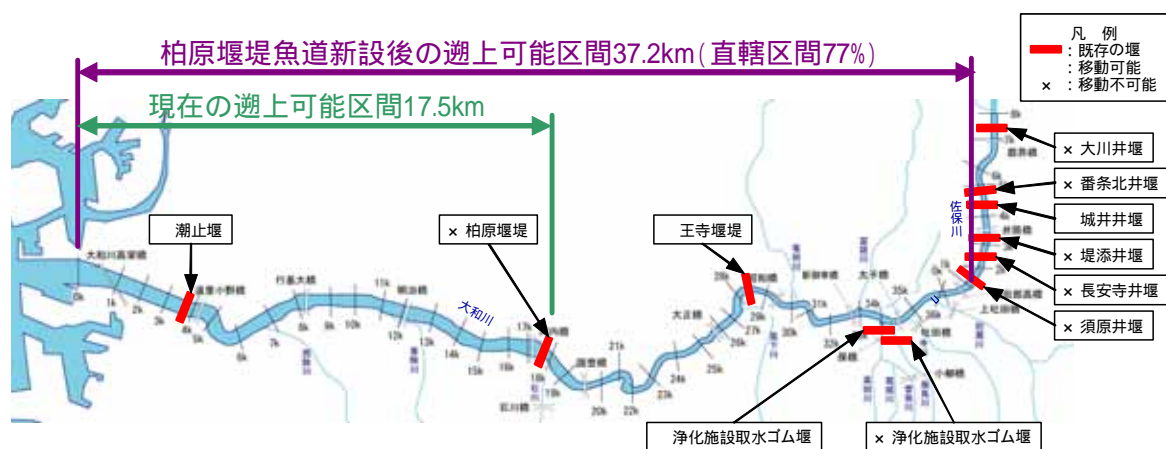 柏原堰堤魚道新設後の遡上可能区間37.2km(直轄区間77%)
現在の遡上可能区間17.5km
凡 例
：既存の堰
：移動可能
×：移動不可能
× 大川井堰
× 番条北井堰
城井井堰
× 堤添井堰
× 長安寺井堰
× 須原井堰
佐保川
潮止堰
× 柏原堰堤
王寺堰堤
大和川
行基大橋
大正橋
浄化施設取水ゴム堰
× 浄化施設取水ゴム堰
0k
1k
2k
3k
4k
6k
7k
8k
9k
10k
11k
12k
13k
14k
15k
16k
17k
18k
19k
20k
21k
22k
23k
24k
25k
26k
27k
28k
29k
30k
31k
32k
34k
35k
36k